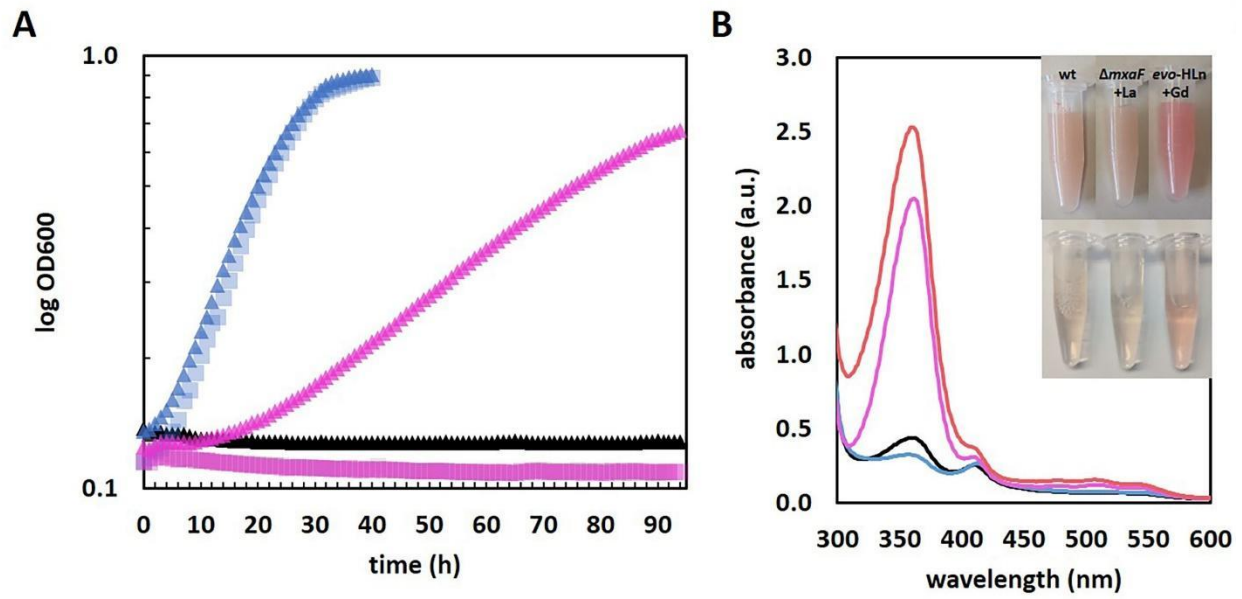 A
1.0
0.1
log OD600
0 10 20 30 40 50 60 70 80 90
time (h)
B
3.0
2.5
2.0
1.5
1.0
0.5
0.0
absorbance (a.u.)
300 350 400 450 500 550 600
wavelength (nm)
wt ΔmxaF evo-HLn
+La +Gd